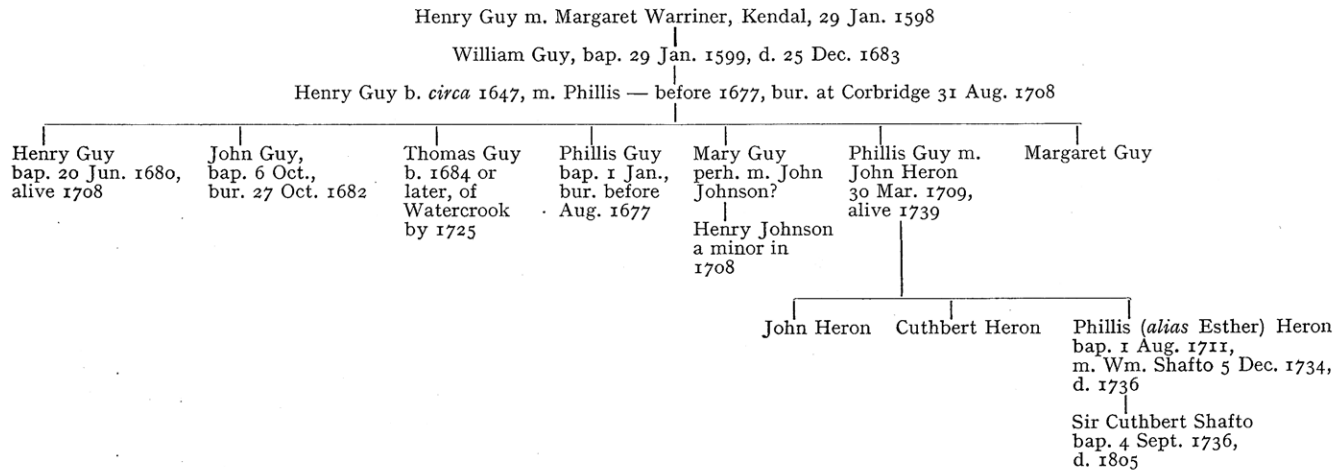 Henry Guy m. Margaret Warriner, Kendal, 29 Jan. 1598
William Guy, bap. 29 Jan. 1599, d. 25 Dec. 1683
Henry Guy b. circa 1647, m. Phillis — before 1677, bur. at Corbridge 31 Aug. 1708
Henry Guy
bap. 20 Jun. 1680,
alive 1708
John Guy,
bap. 6 Oct.,
bur. 27 Oct. 1682
Thomas Guy
b. 1684 or
later, of
Watercrook
by 1725
Phillis Guy
bap. 1 Jan.,
bur. before
Aug. 1677
Mary Guy
perh. m. John
Johnson?
Henry Johnson
a minor in
1708
Phillis Guy m.
John Heron
30 Mar. 1709,
alive 1739
Margaret Guy
John Heron
Cuthbert Heron
Phillis (alias Esther) Heron
bap. 1 Aug. 1711,
m. Wm. Shafto 5 Dec. 1734,
d. 1736
Sir Cuthbert Shafto
bap. 4 Sept. 1736,
d. 1805